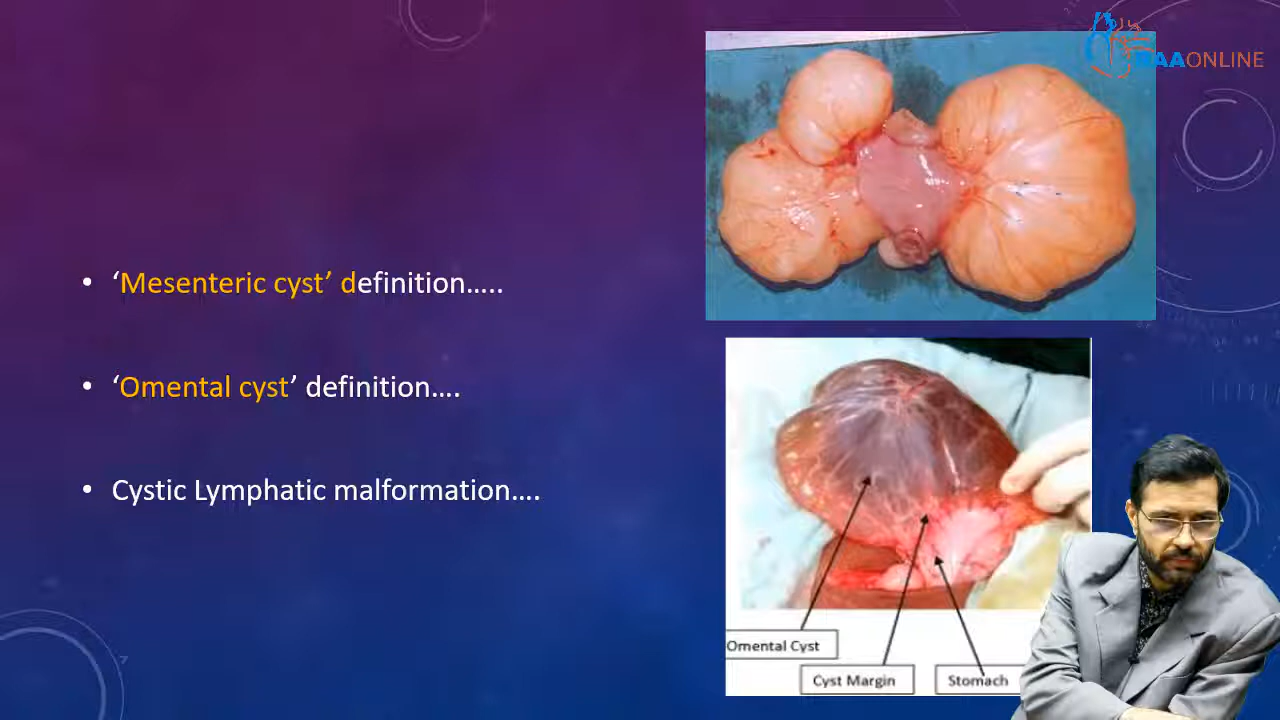 • ‘Mesenteric cyst’ definition…..
• ‘Omental cyst’ definition….
• Cystic Lymphatic malformation….
Omental Cyst
Cyst Margin
Stomach
ONLINE